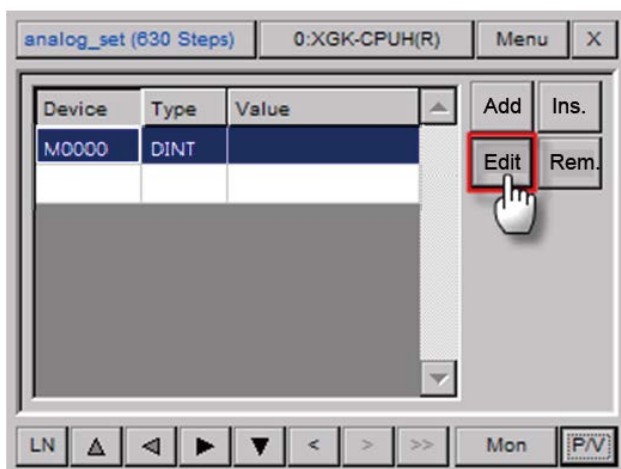 analog_set (630 Steps) 0:XGK-CPUH(R) Menu X
Device Type Value Add Ins.
M0000 DINT Edit Rem.
LN < > >> Mon P/V